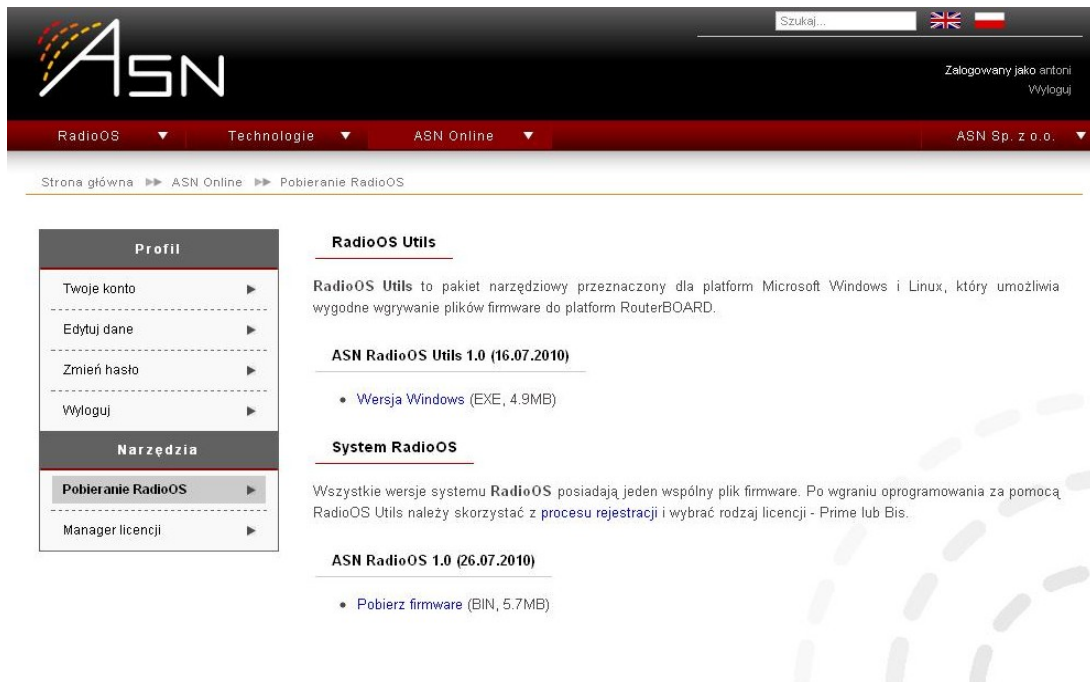 ASN
Szukaj...
Zalogowany jako antoni
Wyloguj
RadioOS
Technologie
ASN Online
ASN Sp. z o.o.
Strona główna
ASN Online
Pobieranie RadioOS
Profil
Twoje konto
Edytuj dane
Zmień hasło
Wyloguj
Narzędzia
Pobieranie RadioOS
Manager licencji
RadioOS Utils
RadioOS Utils to pakiet narzędziowy przeznaczony dla platform Microsoft Windows i Linux, który umożliwia
wygodne wgrywanie plików firmware do platform RouterBOARD.
ASN RadioOS Utils 1.0 (16.07.2010)
Wersja Windows (EXE, 4.9MB)
System RadioOS
Wszystkie wersje systemu RadioOS posiadają jeden wspólny plik firmware. Po wgraniu oprogramowania za pomocą
RadioOS Utils należy skorzystać z procesu rejestracji i wybrać rodzaj licencji - Prime lub Bis.
ASN RadioOS 1.0 (26.07.2010)
Pobierz firmware (BIN, 5.7MB)